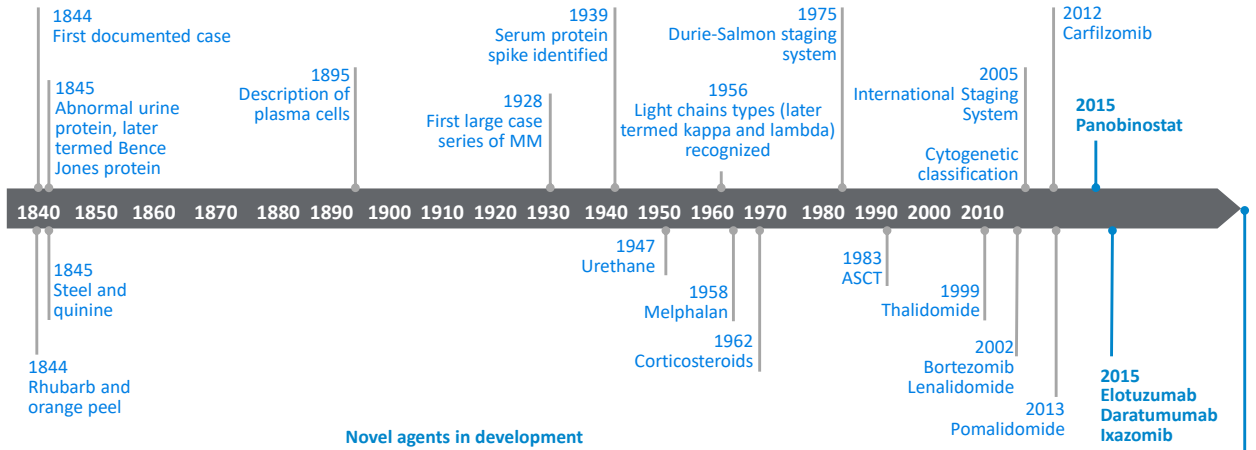 1844
First documented case
1845
Abnormal urine
protein, later
termed Bence
Jones protein
1895
Description of
plasma cells
1928
First large case
series of MM
1939
Serum protein
spike identified
1956
Light chains types (later
termed kappa and lambda)
recognized
1975
Durie-Salmon staging
system
2005
International Staging
System
Cytogenetic
classification
2012
Carfilzomib
2015
Panobinostat
1840 1850 1860 1870 1880 1890 1900 1910 1920 1930 1940 1950 1960 1970 1980 1990 2000 2010
1845
Steel and
quinine
1844
Rhubarb and
orange peel
1947
Urethane
1958
Melphalan
1962
Corticosteroids
1983
ASCT
1999
Thalidomide
2002
Bortezomib
Lenalidomide
2013
Pomalidomide
2015
Elotuzumab
Daratumumab
Ixazomib
Novel agents in development